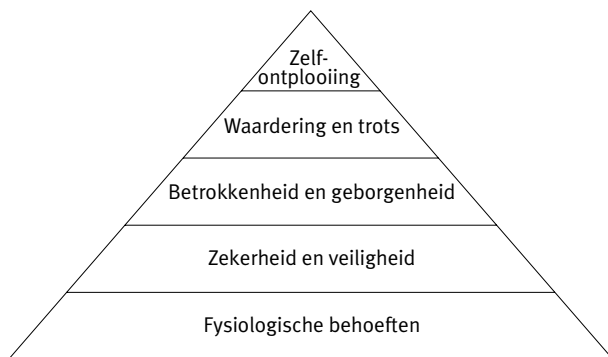 Zelf-
ontplooiing
Waardering en trots
Betrokkenheid en geborgenheid
Zekerheid en veiligheid
Fysiologische behoeften